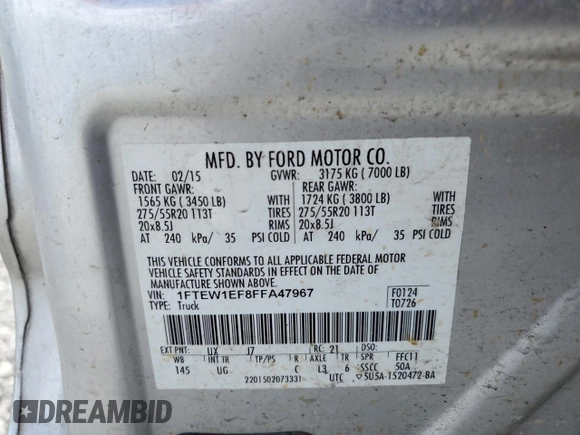 MFD. BY FORD MOTOR CO.
DATE: 02/15 GVWR: 3175 KG ( 7000 LB)
FRONT GAWR: REAR GAWR:
1565 KG ( 3450 LB) WITH 1724 KG ( 3800 LB) WITH
275/55R20 113T TIRES 275/55R20 113T TIRES
20x8.5J RIMS 20x8.5J RIMS
AT 240 kPa/ 35 PSI COLD AT 240 kPa/ 35 PSI COLD
THIS VEHICLE CONFORMS TO ALL APPLICABLE FEDERAL MOTOR
VEHICLE SAFETY AND THEFT PREVENTION STANDARDS IN EFFECT ON THE DATE OF
MANUFACTURE SHOWN ABOVE.
VIN: 1FTEW1EF8FFA47967 F0124
TYPE: Truck T0726
EXT PNT: UX J7 RC: 21 DSO:
WB INT TR TP/PS R AXLE TR SPR FFC11
145 UG C L3 6 SSCC 50A
2201502073331 UTC 5U5A-1520472-BA
DREAMBID
DREAMBID